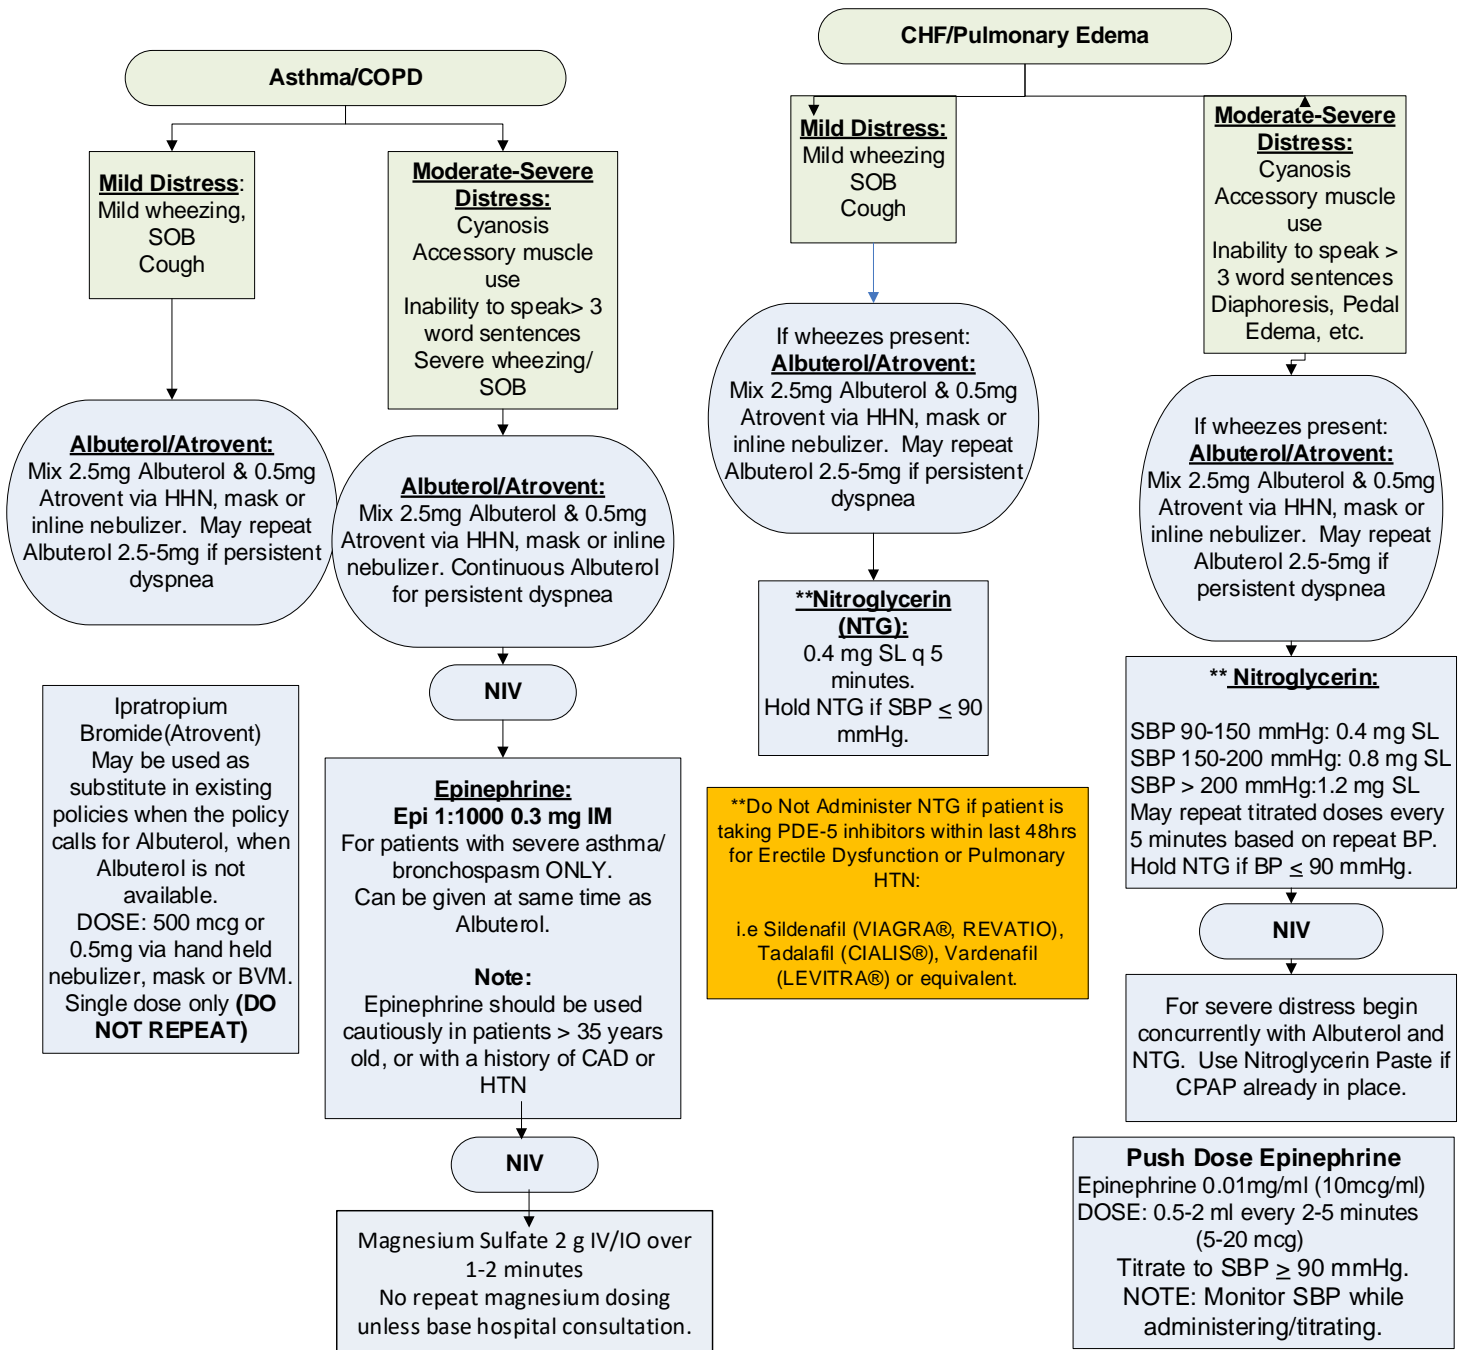 Asthma/COPD
Mild Distress:
Mild wheezing,
SOB
Cough
Moderate-Severe
Distress:
Cyanosis
Accessory muscle
use
Inability to speak> 3
word sentences
Severe wheezing/
SOB
Albuterol/Atrovent:
Mix 2.5mg Albuterol & 0.5mg
Atrovent via HHN, mask or
inline nebulizer.  May repeat
Albuterol 2.5-5mg if persistent
dyspnea
Albuterol/Atrovent:
Mix 2.5mg Albuterol & 0.5mg
Atrovent via HHN, mask or inline
nebulizer. Continuous Albuterol
for persistent dyspnea
NIV
Ipratropium
Bromide(Atrovent)
May be used as
substitute in existing
policies when the policy
calls for Albuterol, when
Albuterol is not
available.
DOSE: 500 mcg or
0.5mg via hand held
nebulizer, mask or BVM.
Single dose only (DO
NOT REPEAT)
Epinephrine:
Epi 1:1000 0.3 mg IM
For patients with severe asthma/
bronchospasm ONLY.
Can be given at same time as
Albuterol.
Note:
Epinephrine should be used
cautiously in patients > 35 years
old, or with a history of CAD or
HTN
NIV
Magnesium Sulfate 2 g IV/IO over
1-2 minutes
No repeat magnesium dosing
unless base hospital consultation.
CHF/Pulmonary Edema
Mild Distress:
Mild wheezing
SOB
Cough
Moderate-Severe
Distress:
Cyanosis
Accessory muscle
use
Inability to speak >
3 word sentences
Diaphoresis, Pedal
Edema, etc.
If wheezes present:
Albuterol/Atrovent:
Mix 2.5mg Albuterol & 0.5mg
Atrovent via HHN, mask or
inline nebulizer.  May repeat
Albuterol 2.5-5mg if persistent
dyspnea
**Nitroglycerin
(NTG):
0.4 mg SL q 5
minutes.
Hold NTG if SBP ≤ 90
mmHg.
**Do Not Administer NTG if patient is
taking PDE-5 inhibitors within last 48hrs
for Erectile Dysfunction or Pulmonary
HTN:
i.e Sildenafil (VIAGRA®, REVATIO),
Tadalafil (CIALIS®), Vardenafil
(LEVITRA®) or equivalent.
If wheezes present:
Albuterol/Atrovent:
Mix 2.5mg Albuterol & 0.5mg
Atrovent via HHN, mask or
inline nebulizer.  May repeat
Albuterol 2.5-5mg if
persistent dyspnea
** Nitroglycerin:
SBP 90-150 mmHg: 0.4 mg SL
SBP 150-200 mmHg: 0.8 mg SL
SBP > 200 mmHg:1.2 mg SL
May repeat titrated doses every
5 minutes based on repeat BP.
Hold NTG if BP ≤ 90 mmHg.
NIV
For severe distress begin
concurrently with Albuterol and
NTG.  Use Nitroglycerin Paste if
CPAP already in place.
Push Dose Epinephrine
Epinephrine 0.01mg/ml (10mcg/ml)
DOSE: 0.5-2 ml every 2-5 minutes
(5-20 mcg)
Titrate to SBP ≥ 90 mmHg.
NOTE: Monitor SBP while
administering/titrating.